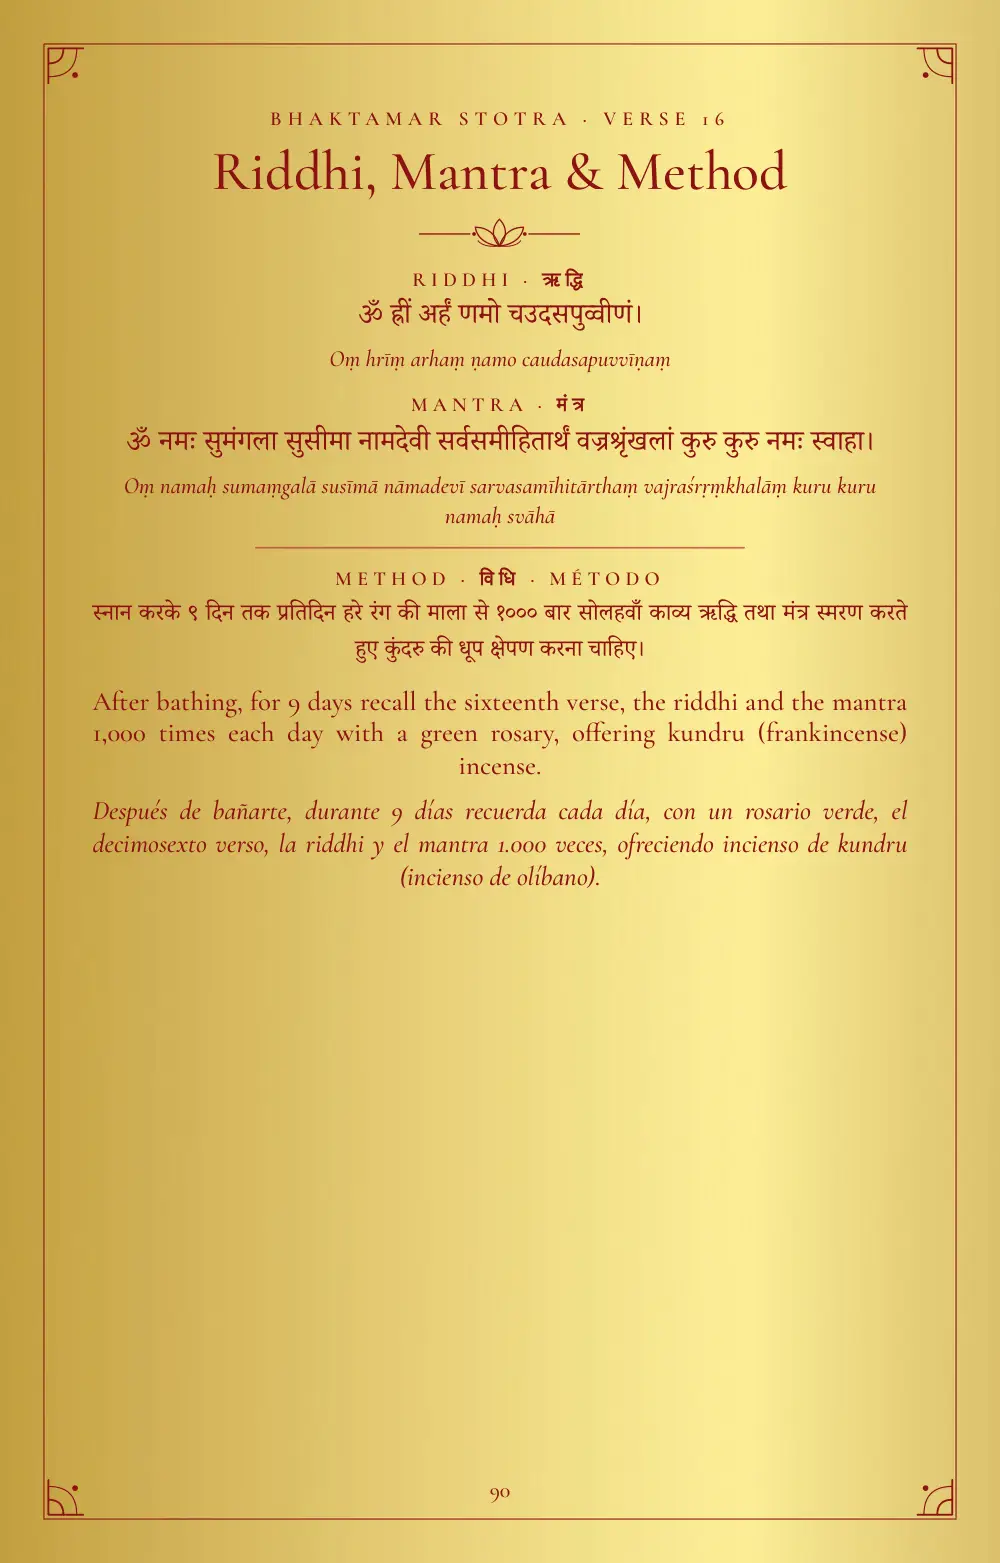 BHAKTAMAR STOTRA · VERSE 16
Riddhi, Mantra & Method
RIDDHI · ऋद्धि
ॐ ह्रीं अर्हं णमो चउदसपुव्वीणं।
Oṃ hrīṃ arhaṃ ṇamo caudasapuvvīṇaṃ
MANTRA · मंत्र
ॐ नमः सुमंगला सुसीमा नामदेवी सर्वसमीहितार्थं वज्रश्रृंखलां कुरु कुरु नमः स्वाहा।
Oṃ namaḥ sumaṃgalā susīmā nāmadevī sarvasamīhitārthaṃ vajraśrṛṃkhalāṃ kuru kuru
namaḥ svāhā
METHOD · विधि · MÉTODO
स्नान करके ९ दिन तक प्रतिदिन हरे रंग की माला से १००० बार सोलहवाँ काव्य ऋद्धि तथा मंत्र स्मरण करते
हुए कुंदरु की धूप क्षेपण करना चाहिए।
After bathing, for 9 days recall the sixteenth verse, the riddhi and the mantra
1,000 times each day with a green rosary, offering kundru (frankincense)
incense.
Después de bañarte, durante 9 días recuerda cada día, con un rosario verde, el
decimosexto verso, la riddhi y el mantra 1.000 veces, ofreciendo incienso de kundru
(incienso de olíbano).
90